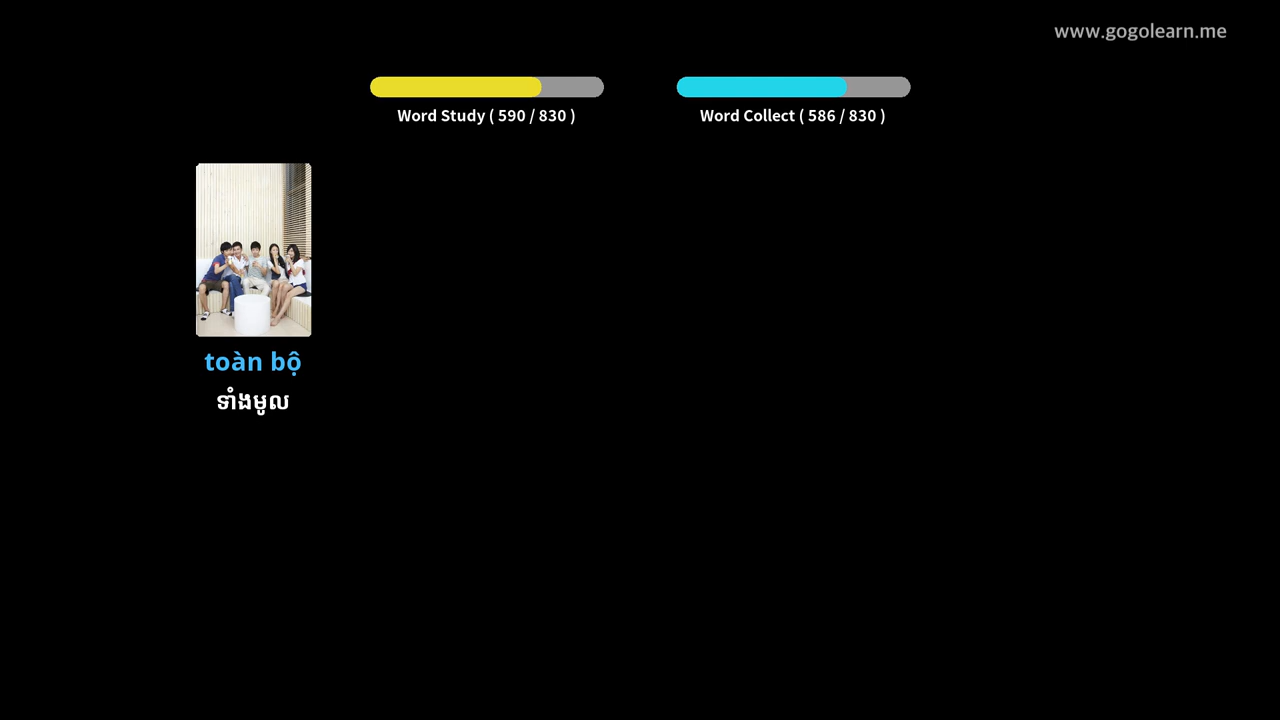 www.gogolearn.me
Word Study ( 590 / 830 )
Word Collect ( 586 / 830 )
toàn bộ
ទាំងមូល